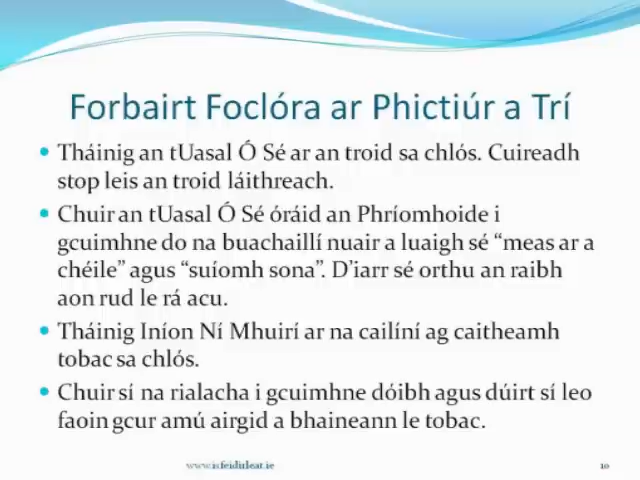 Forbairt Foclóra ar Phictiúr a Trí
• Tháinig an tUasal Ó Sé ar an troid sa chlós. Cuireadh
stop leis an troid láithreach.
• Chuir an tUasal Ó Sé óráid an Phríomhoide i
gcuimhne do na buachaillí nuair a luaigh sé “meas ar a
chéile” agus “suíomh sona”. D’iarr sé orthu an raibh
aon rud le rá acu.
• Tháinig Iníon Ní Mhuirí ar na cailíní ag caitheamh
tobac sa chlós.
• Chuir sí na rialacha i gcuimhne dóibh agus dúirt sí leo
faoin gcur amú airgid a bhaineann le tobac.
www.isfeidirleat.ie
10